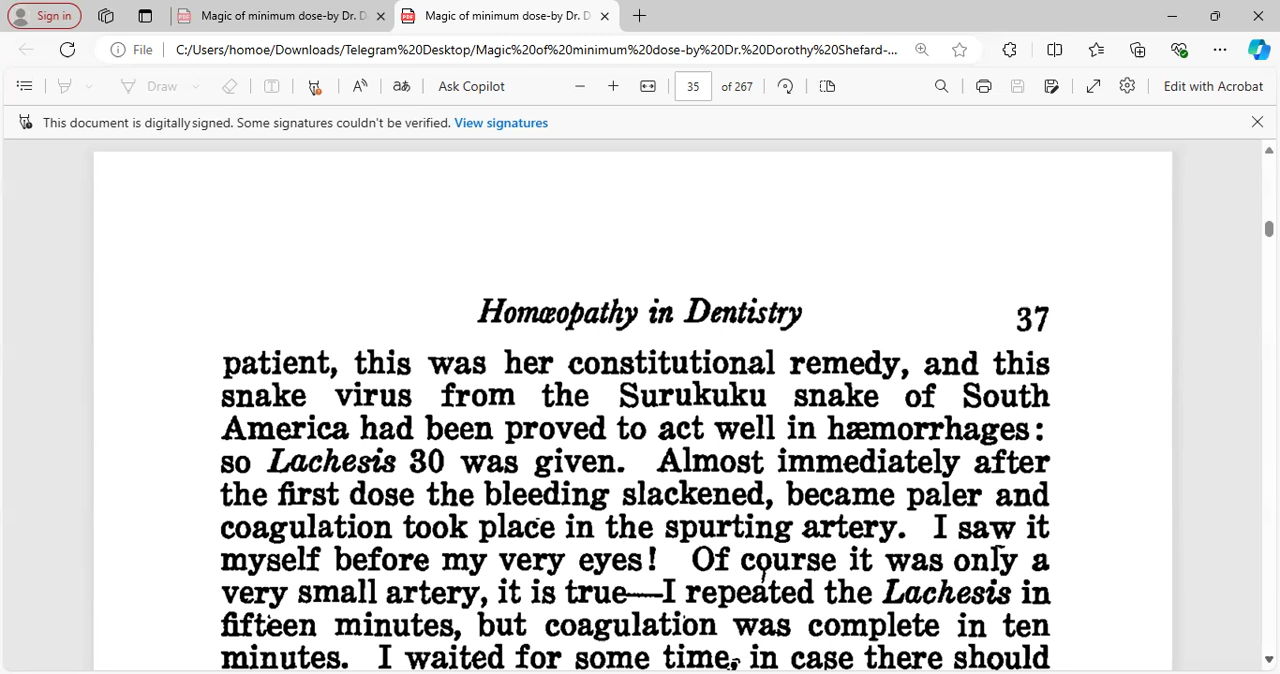 Sign in
Magic of minimum dose-by Dr. D
Magic of minimum dose-by Dr. D
File
C:/Users/homoe/Downloads/Telegram%20Desktop/Magic%20of%20minimum%20dose-by%20Dr.%20Dorothy%20Shefard-...
Draw
aあ
Ask Copilot
35
of 267
Edit with Acrobat
This document is digitally signed. Some signatures couldn't be verified. View signatures
Homœopathy in Dentistry 37
patient, this was her constitutional remedy, and this
snake virus from the Surukuku snake of South
America had been proved to act well in hæmorrhages:
so Lachesis 30 was given. Almost immediately after
the first dose the bleeding slackened, became paler and
coagulation took place in the spurting artery. I saw it
myself before my very eyes! Of course it was only a
very small artery, it is true—I repeated the Lachesis in
fifteen minutes, but coagulation was complete in ten
minutes. I waited for some time, in case there should